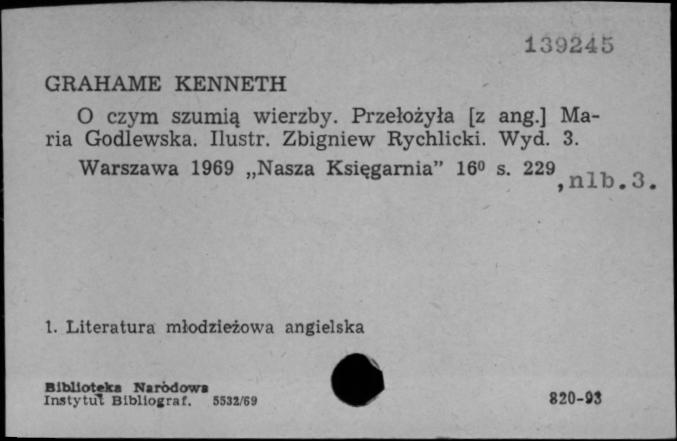 139245
GRAHAME KENNETH
O czym szumią wierzby. Przełożyła [z ang.] Ma-
ria Godlewska. Ilustr. Zbigniew Rychlicki. Wyd. 3.
Warszawa 1969 „Nasza Księgarnia” 16⁰ s. 229
,nlb.3.
1. Literatura młodzieżowa angielska
Biblioteka Narodowa
Instytut Bibliograf. 5532/69
820-93